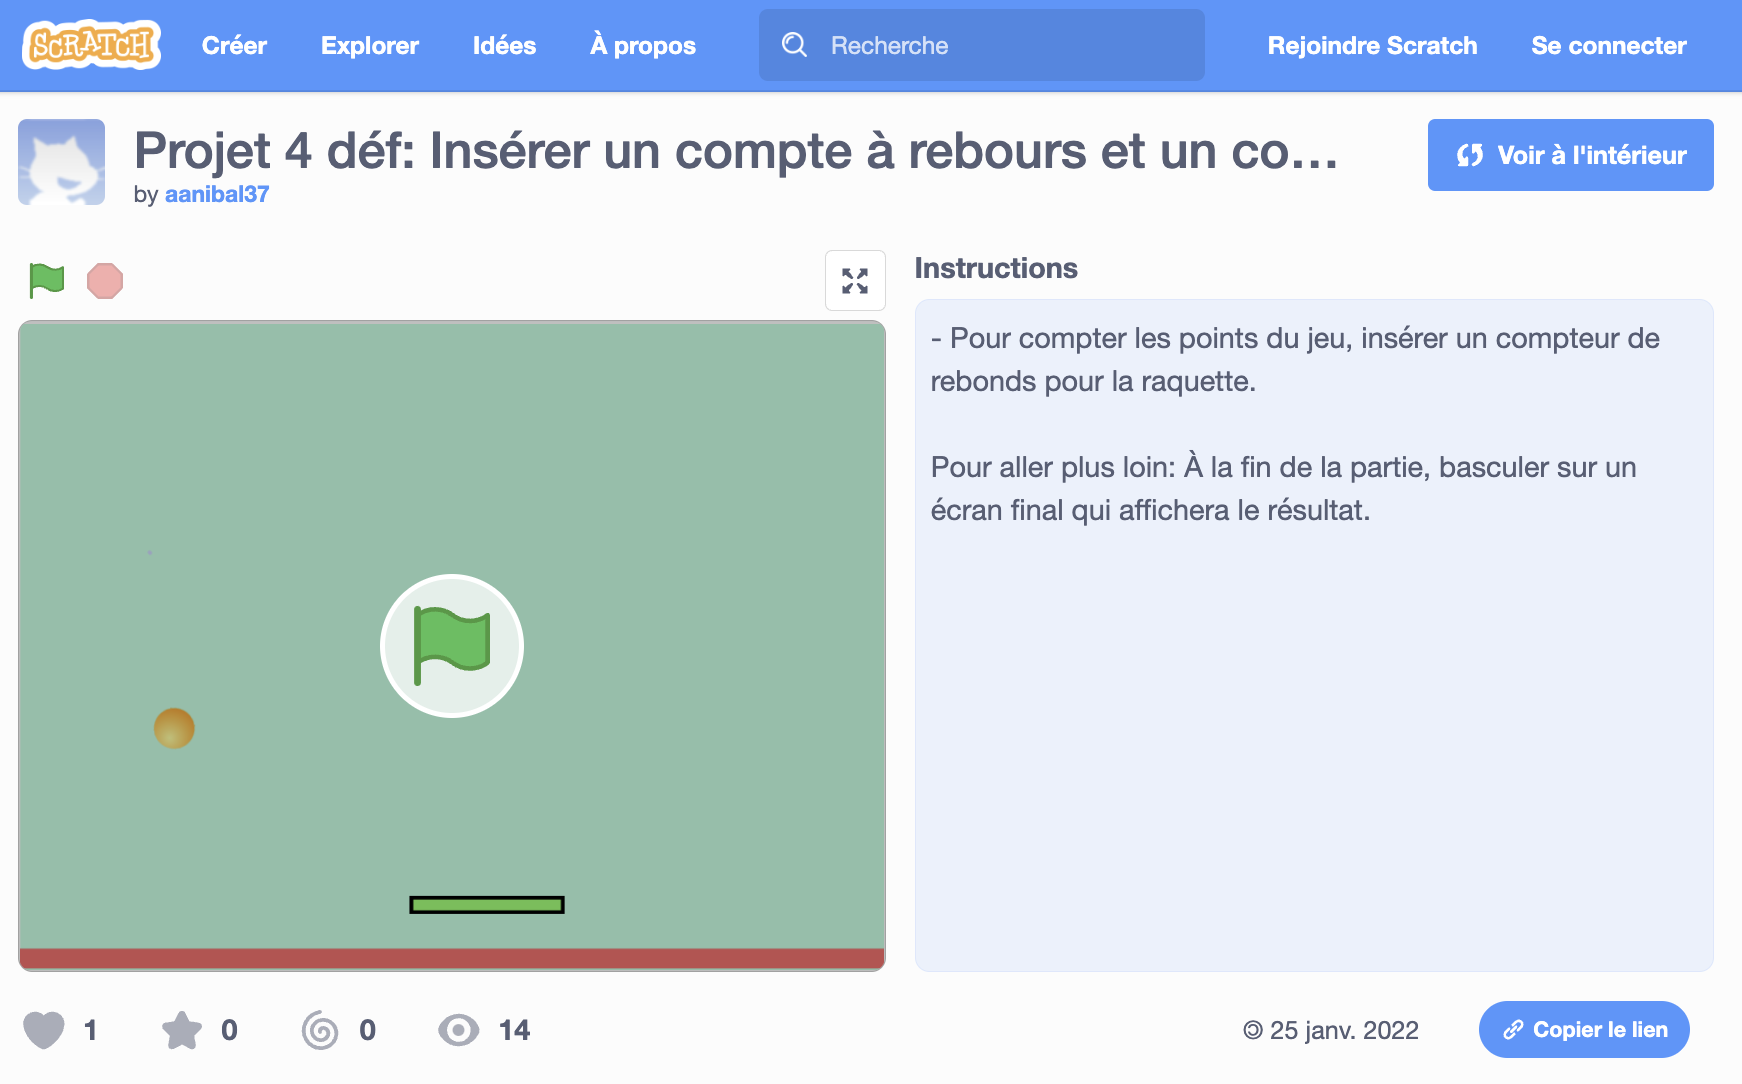 SCRATCH
Créer
Explorer
Idées
À propos
Recherche
Rejoindre Scratch
Se connecter
Projet 4 déf: Insérer un compte à rebours et un co...
by aanibal37
Voir à l'intérieur
Instructions
- Pour compter les points du jeu, insérer un compteur de
rebonds pour la raquette.
Pour aller plus loin: À la fin de la partie, basculer sur un
écran final qui affichera le résultat.
1
0
0
14
25 janv. 2022
Copier le lien